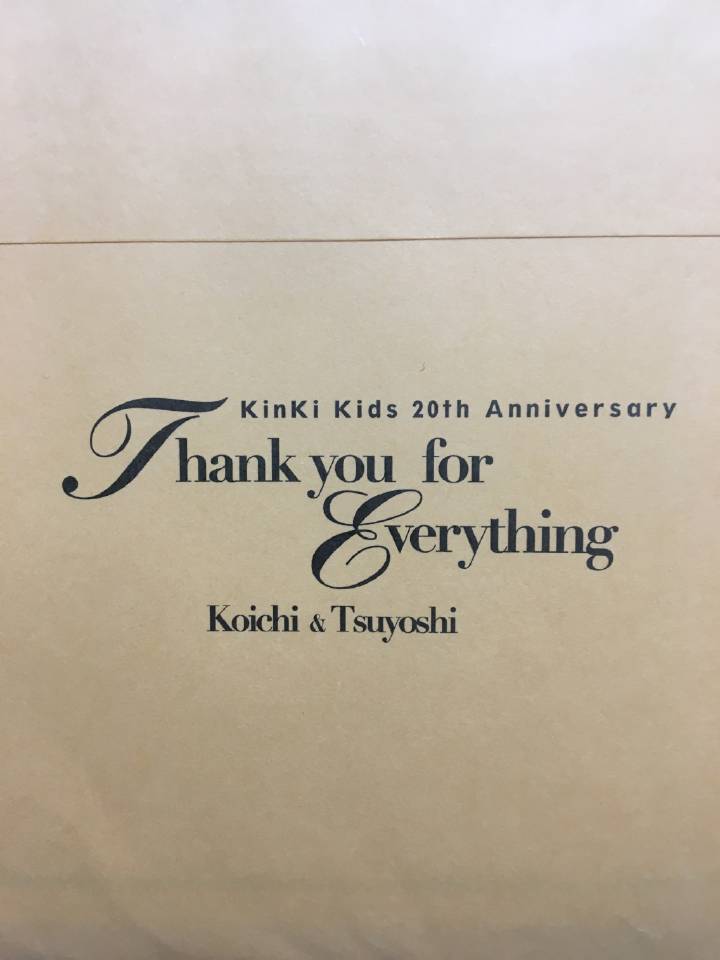 KinKi Kids 20th Anniversary
Thank you for
Everything
Koichi & Tsuyoshi